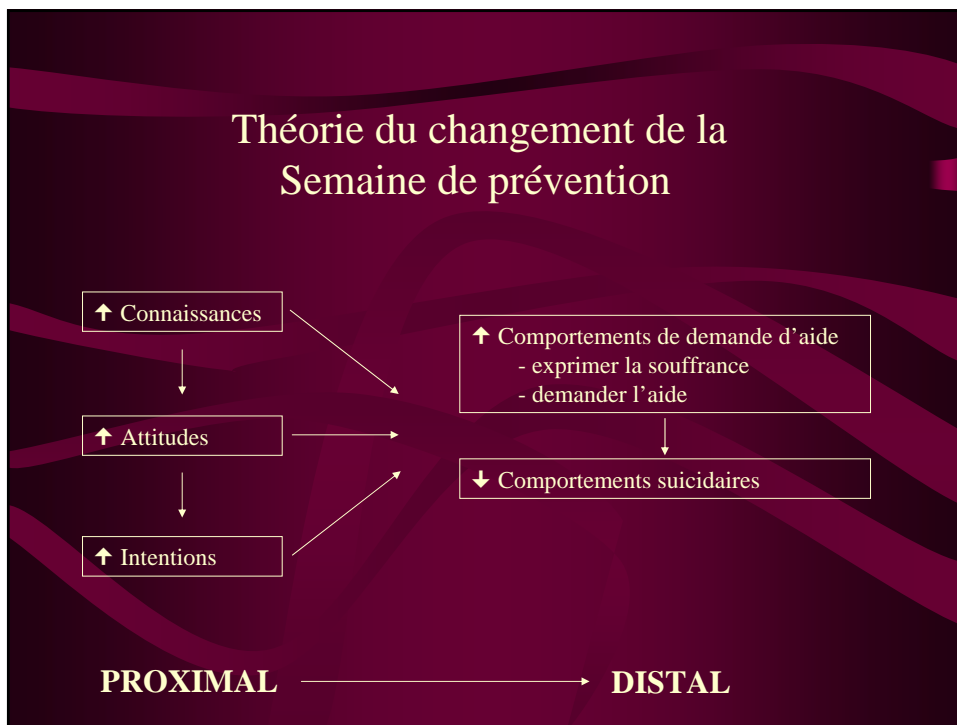 Théorie du changement de la
Semaine de prévention
🡅 Connaissances
🡅 Attitudes
🡅 Intentions
🡅 Comportements de demande d'aide
- exprimer la souffrance
- demander l'aide
🡇 Comportements suicidaires
PROXIMAL
DISTAL